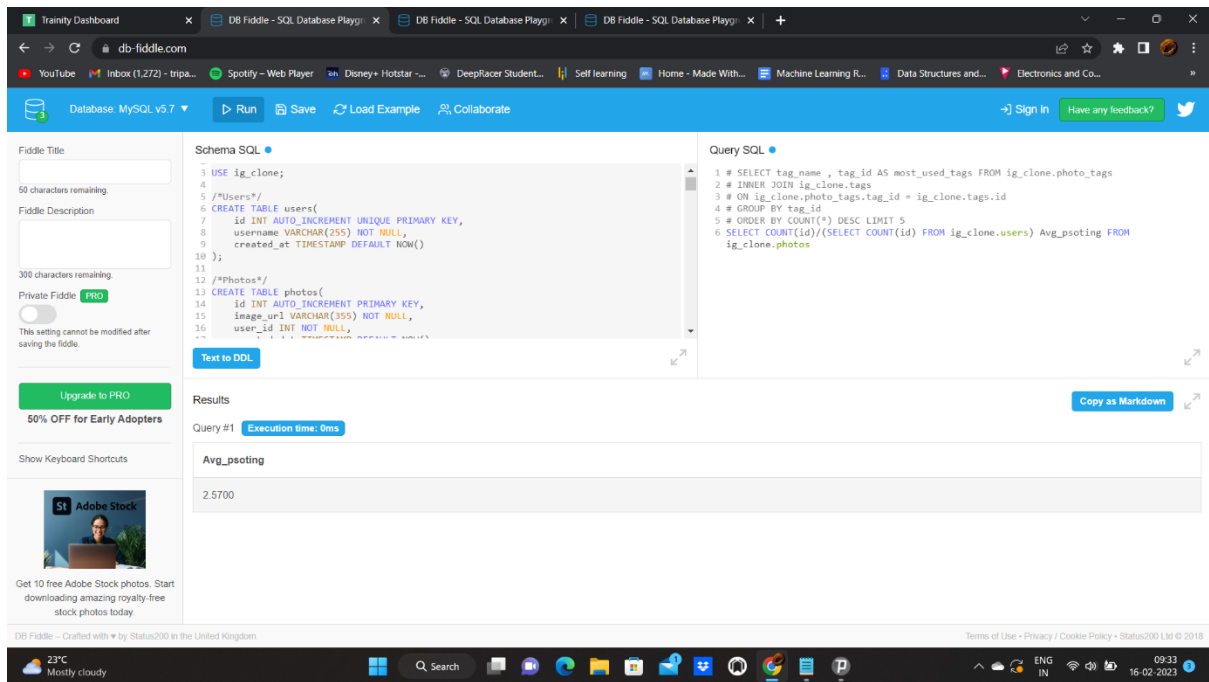 Trainity Dashboard
DB Fiddle - SQL Database Playgr
DB Fiddle - SQL Database Playgr
DB Fiddle - SQL Database Playgr
db-fiddle.com
YouTube
Inbox (1,272) - tripa...
Spotify – Web Player
Disney+ Hotstar -...
DeepRacer Student...
Self learning
Home - Made With...
Machine Learning R...
Data Structures and...
Electronics and Co...
3
Database: MySQL v5.7
Run
Save
Load Example
Collaborate
Sign in
Have any feedback?
Fiddle Title
50 characters remaining.
Fiddle Description
300 characters remaining.
Private Fiddle PRO
This setting cannot be modified after
saving the fiddle.
Upgrade to PRO
50% OFF for Early Adopters
Show Keyboard Shortcuts
St Adobe Stock
Get 10 free Adobe Stock photos. Start
downloading amazing royalty-free
stock photos today.
Schema SQL
3 USE ig_clone;
4
5 /*Users*/
6 CREATE TABLE users(
7 id INT AUTO_INCREMENT UNIQUE PRIMARY KEY,
8 username VARCHAR(255) NOT NULL,
9 created_at TIMESTAMP DEFAULT NOW()
10 );
11
12 /*Photos*/
13 CREATE TABLE photos(
14 id INT AUTO_INCREMENT PRIMARY KEY,
15 image_url VARCHAR(355) NOT NULL,
16 user_id INT NOT NULL,
Text to DDL
Query SQL
1 # SELECT tag_name , tag_id AS most_used_tags FROM ig_clone.photo_tags
2 # INNER JOIN ig_clone.tags
3 # ON ig_clone.photo_tags.tag_id = ig_clone.tags.id
4 # GROUP BY tag_id
5 # ORDER BY COUNT(*) DESC LIMIT 5
6 SELECT COUNT(id)/(SELECT COUNT(id) FROM ig_clone.users) Avg_psoting FROM
ig_clone.photos
Results
Copy as Markdown
Query #1 Execution time: 0ms
Avg_psoting
2.5700
DB Fiddle – Crafted with ♥ by Status200 in the United Kingdom.
Terms of Use • Privacy / Cookie Policy • Status200 Ltd © 2018
23°C
Mostly cloudy
Search
ENG
IN
09:33
16-02-2023
3